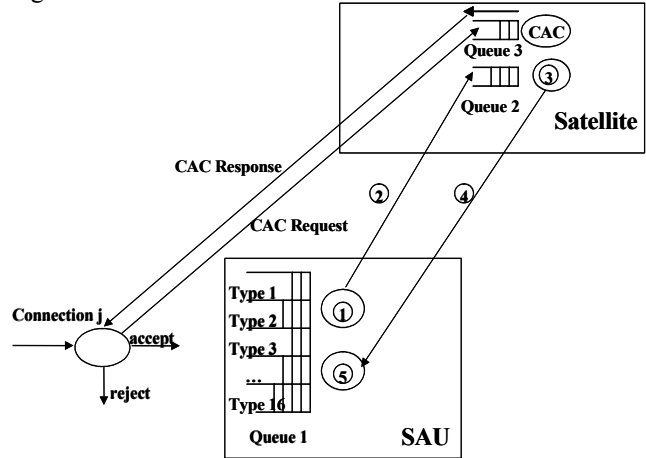 CAC
Queue 3
3
Queue 2
Satellite
CAC Response
2
4
CAC Request
Type 1
1
Connection j
Type 2
accept
Type 3
...
5
reject
Type 16
Queue 1
SAU